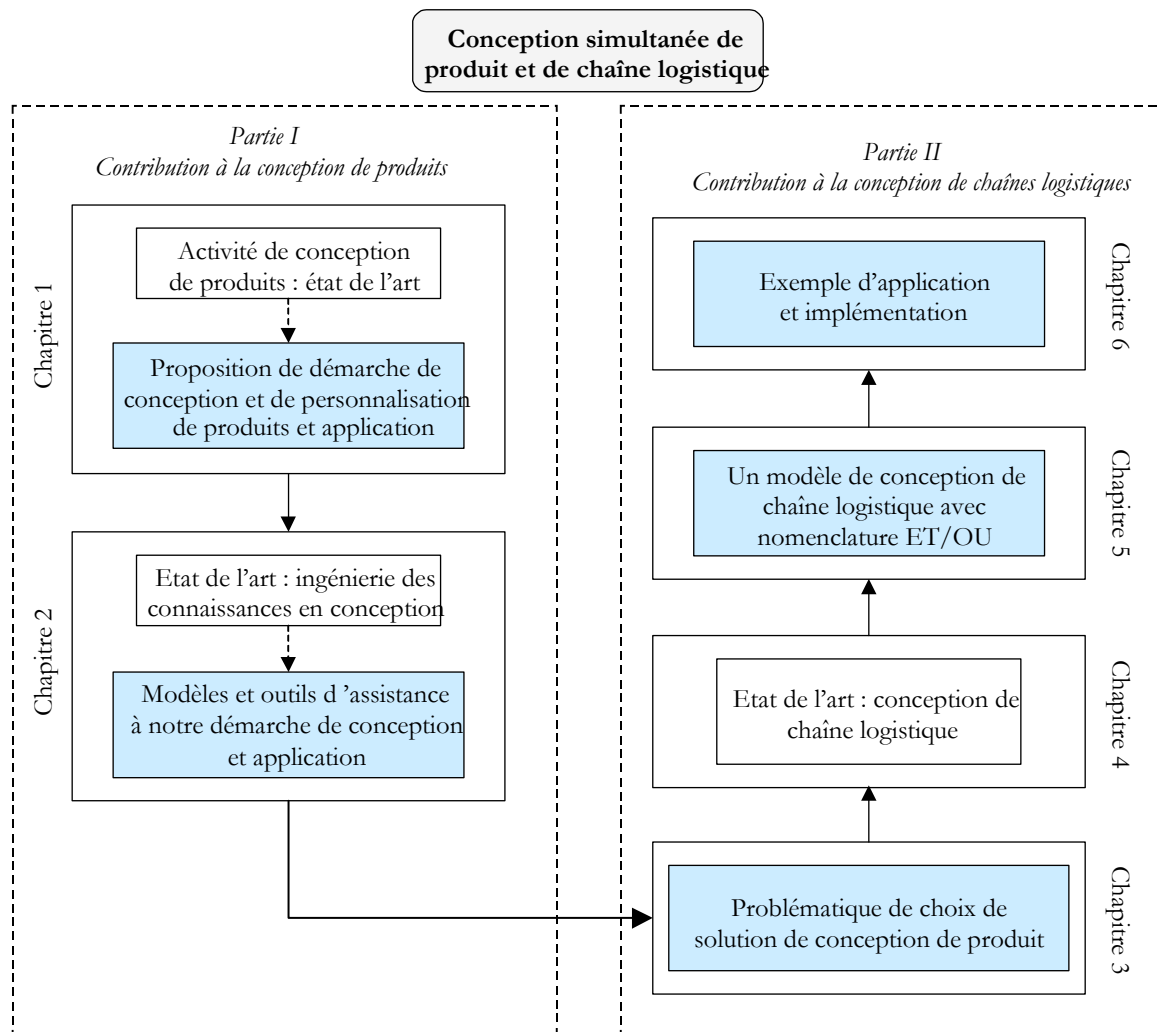 Conception simultanée de
produit et de chaîne logistique
Partie I
Contribution à la conception de produits
Chapitre 1
Activité de conception
de produits : état de l'art
Proposition de démarche de
conception et de personnalisation
de produits et application
Chapitre 2
Etat de l'art : ingénierie des
connaissances en conception
Modèles et outils d 'assistance
à notre démarche de conception
et application
Partie II
Contribution à la conception de chaînes logistiques
Exemple d'application
et implémentation
Chapitre 6
Un modèle de conception de
chaîne logistique avec
nomenclature ET/OU
Chapitre 5
Etat de l'art : conception de
chaîne logistique
Chapitre 4
Problématique de choix de
solution de conception de produit
Chapitre 3